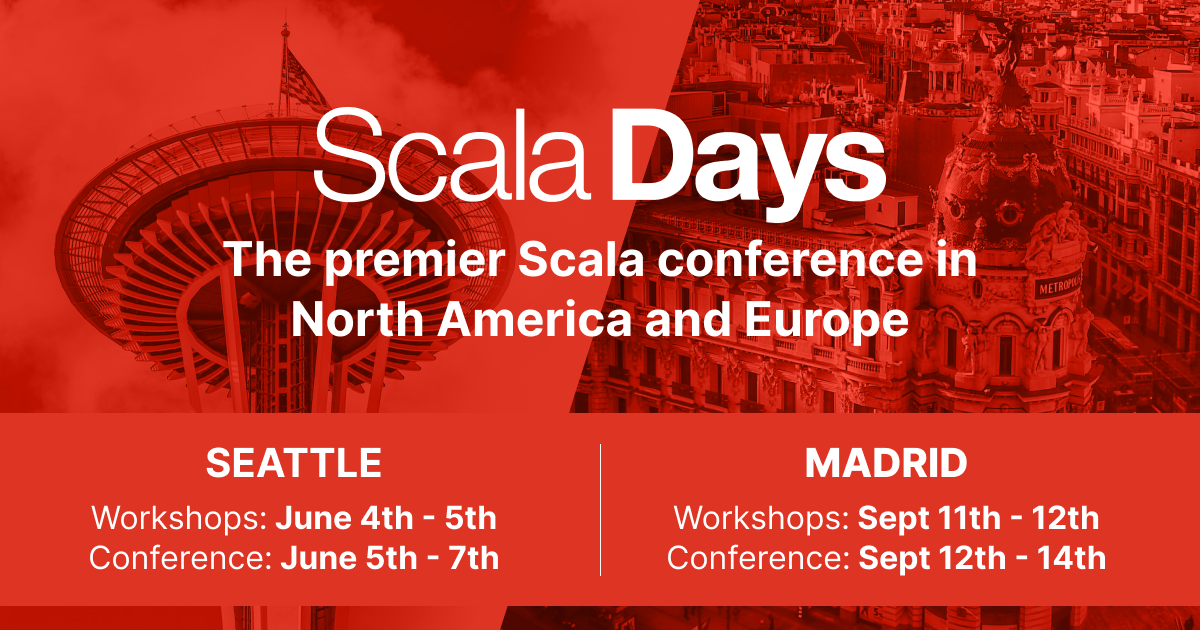 Scala Days
The premier Scala conference in
North America and Europe
SEATTLE
Workshops: June 4th - 5th
Conference: June 5th - 7th
MADRID
Workshops: Sept 11th - 12th
Conference: Sept 12th - 14th